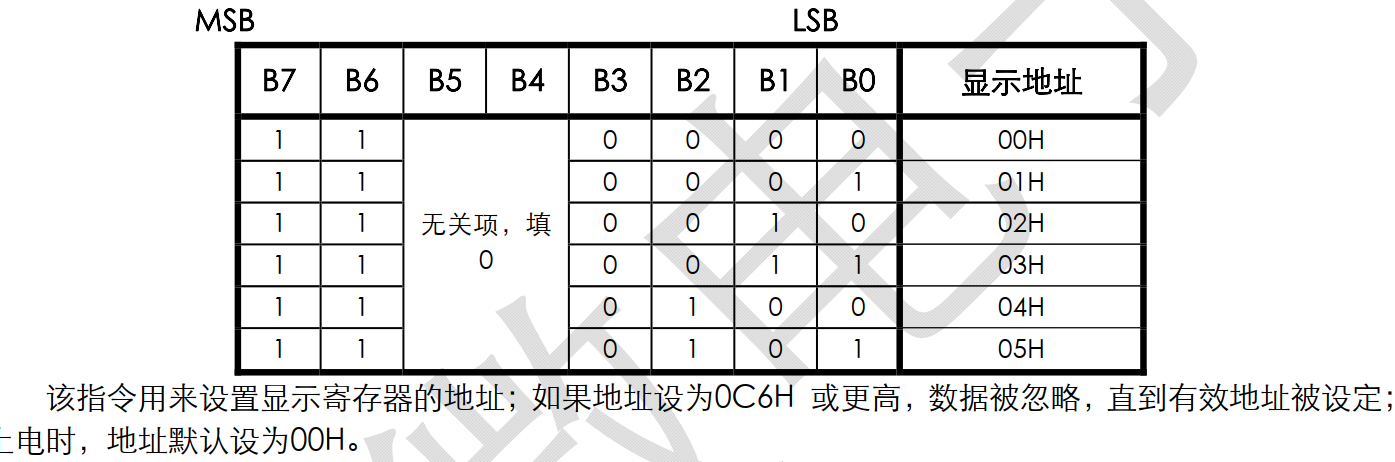 MSB LSB
B7 B6 B5 B4 B3 B2 B1 B0 显示地址
1 1 0 0 0 0 00H
1 1 0 0 0 1 01H
1 1 无关项，填 0 0 1 0 02H
1 1 0 0 0 1 1 03H
1 1 0 1 0 0 04H
1 1 0 1 0 1 05H
该指令用来设置显示寄存器的地址；如果地址设为0C6H 或更高，数据被忽略，直到有效地址被设定；
上电时，地址默认设为00H。